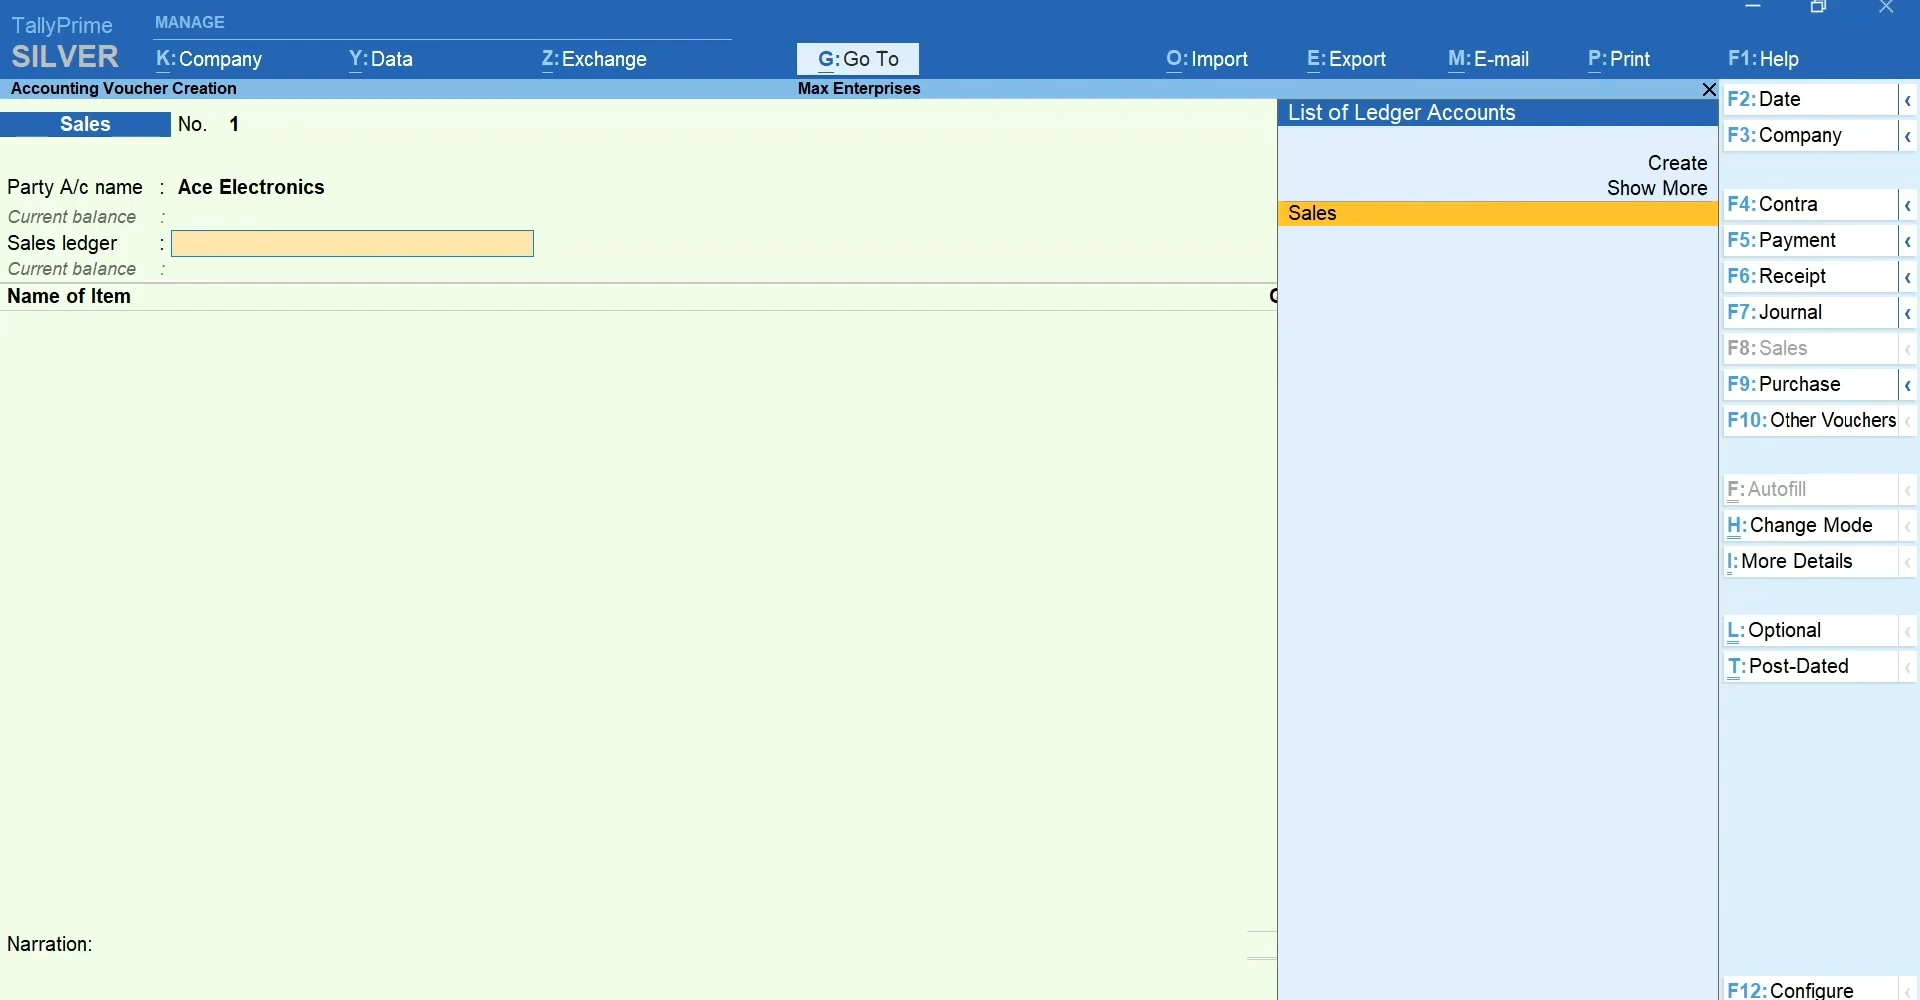 TallyPrime
MANAGE
SILVER
K: Company
Y: Data
Z: Exchange
G: Go To
O: Import
E: Export
M: E-mail
P: Print
F1: Help
Accounting Voucher Creation
Max Enterprises
Sales No. 1
Party A/c name : Ace Electronics
Current balance :
Sales ledger :
Current balance :
Name of Item
Narration:
List of Ledger Accounts
Create
Show More
Sales
F2: Date
F3: Company
F4: Contra
F5: Payment
F6: Receipt
F7: Journal
F8: Sales
F9: Purchase
F10: Other Vouchers
F: Autofill
H: Change Mode
I: More Details
L: Optional
T: Post-Dated
F12: Configure